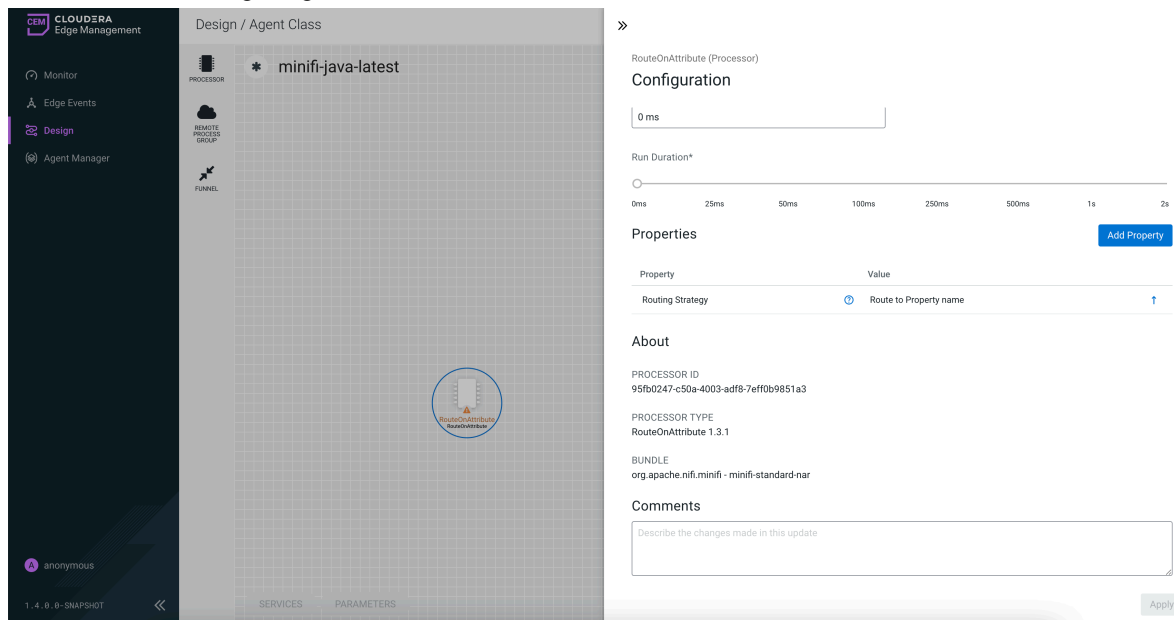 CEM CLOUDERA
Edge Management
Monitor
Edge Events
Design
Agent Manager
A anonymous
1.4.0.0-SNAPSHOT
Design / Agent Class
PROCESSOR
REMOTE
PROCESS
GROUP
FUNNEL
minifi-java-latest
RouteOnAttribute
RouteOnAttribute
SERVICES PARAMETERS
RouteOnAttribute (Processor)
Configuration
0 ms
Run Duration*
0ms 25ms 50ms 100ms 250ms 500ms 1s 2s
Properties Add Property
Property Value
Routing Strategy Route to Property name
About
PROCESSOR ID
95fb0247-c50a-4003-adf8-7eff0b9851a3
PROCESSOR TYPE
RouteOnAttribute 1.3.1
BUNDLE
org.apache.nifi.minifi - minifi-standard-nar
Comments
Describe the changes made in this update
Apply